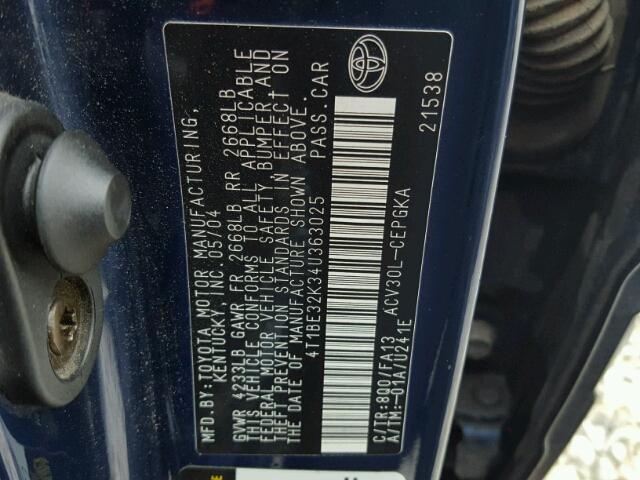 MFD. BY: TOYOTA MOTOR MANUFACTURING,
KENTUCKY, INC. 05/04
GVWR 4233LB GAWR FR 2668LB RR 2668LB
THIS VEHICLE CONFORMS TO ALL APPLICABLE
FEDERAL MOTOR VEHICLE SAFETY BUMPER, AND
THEFT PREVENTION STANDARDS IN EFFECT ON
THE DATE OF MANUFACTURE SHOWN ABOVE.
4T1BE32K34U363025 PASS. CAR
C/TR: 8Q0/FA13 ACV30L-CEPGKA
A/TM: -01A/U241E 21538